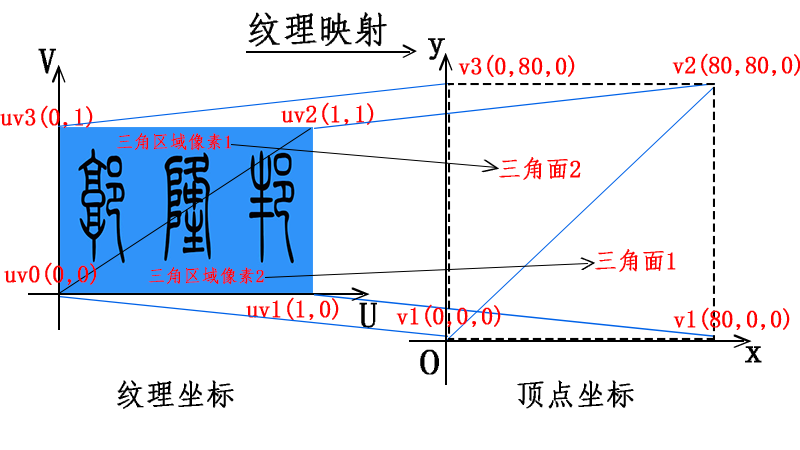 纹理映射
V
y
v3(0,80,0)
v2(80,80,0)
uv3(0,1)
uv2(1,1)
三角区域像素1
三角面2
郭隆邦
三角面1
uv0(0,0)
三角区域像素2
uv1(1,0)
U
v1(0,0,0)
v1(80,0,0)
O
x
纹理坐标
顶点坐标